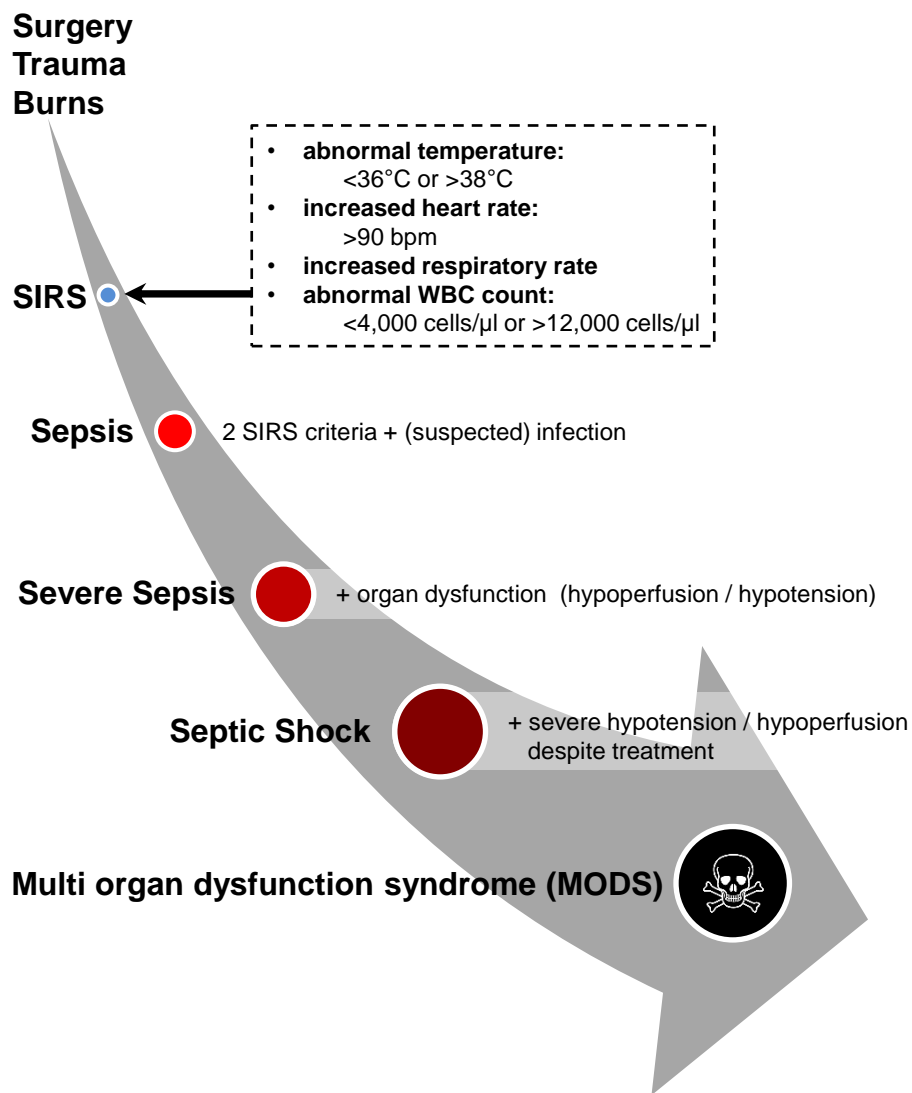 Surgery
Trauma
Burns
• abnormal temperature:
<36°C or >38°C
• increased heart rate:
>90 bpm
• increased respiratory rate
• abnormal WBC count:
<4,000 cells/µl or >12,000 cells/µl
SIRS
Sepsis
2 SIRS criteria + (suspected) infection
Severe Sepsis
+ organ dysfunction (hypoperfusion / hypotension)
Septic Shock
+ severe hypotension / hypoperfusion
despite treatment
Multi organ dysfunction syndrome (MODS)